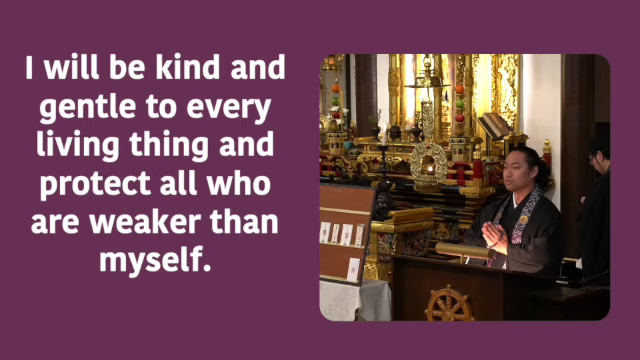 I will be kind and
gentle to every
living thing and
protect all who
are weaker than
myself.